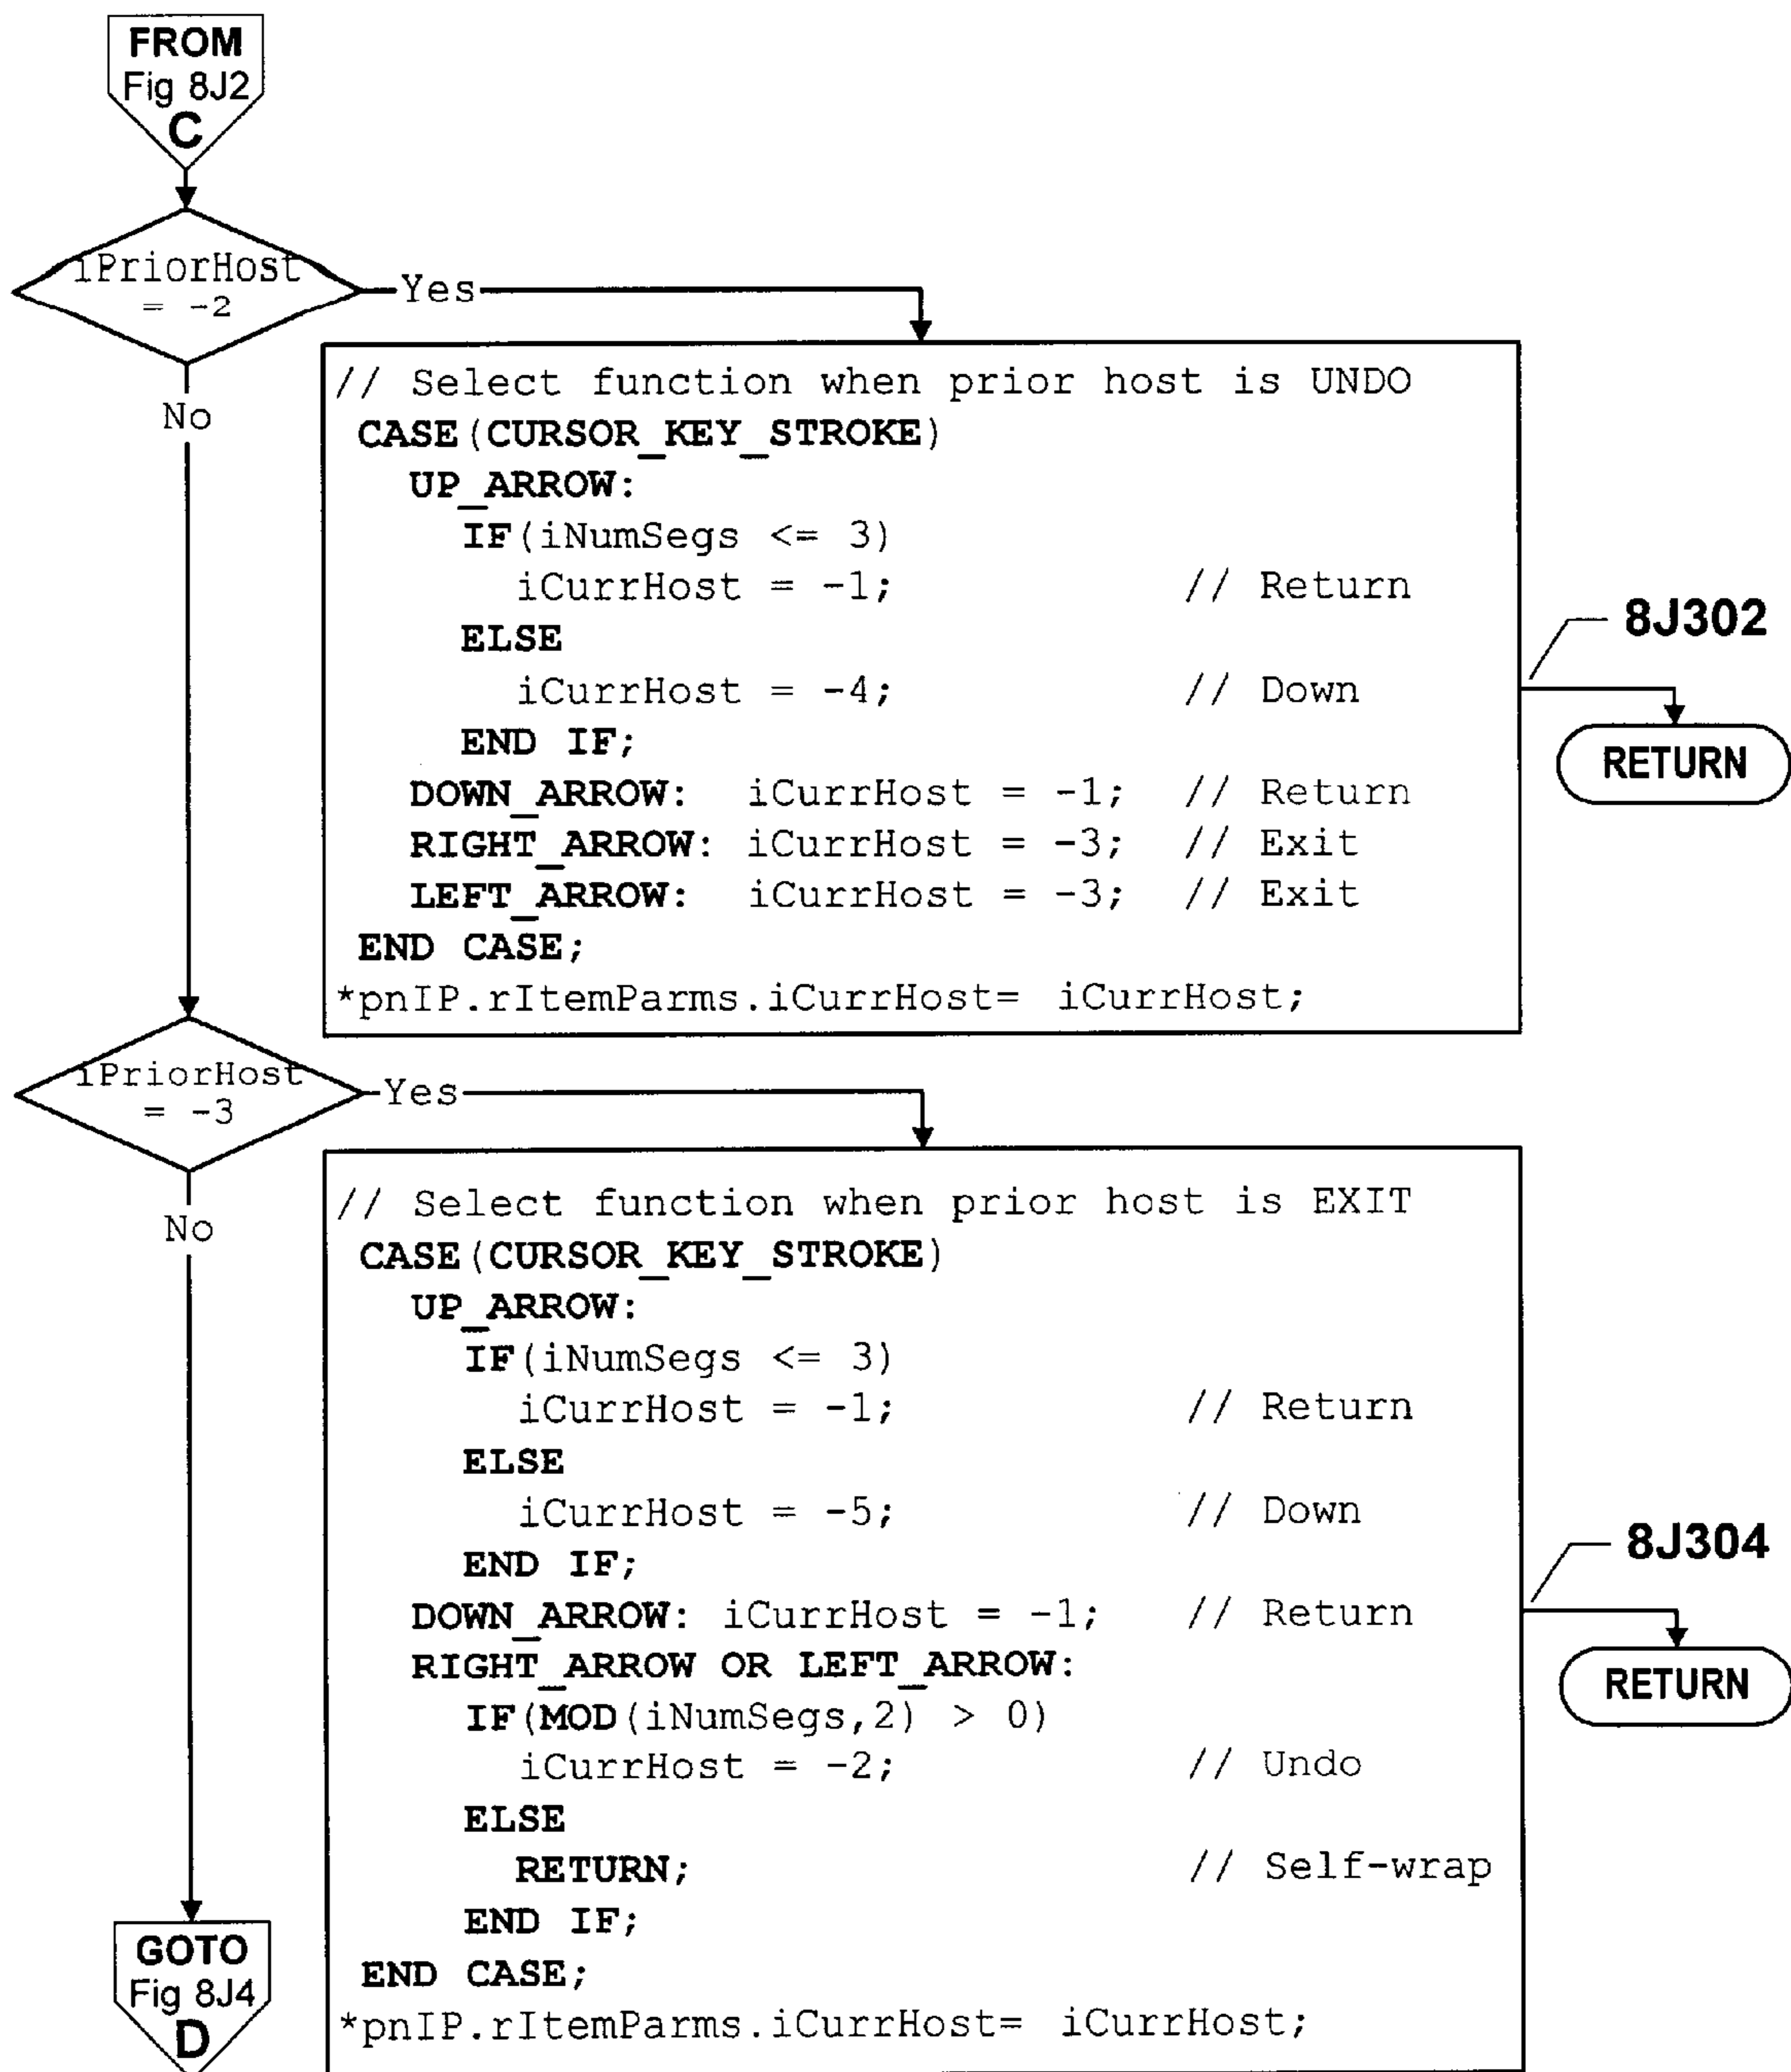 FROM
Fig 8J2
C
iPriorHost
= -2
Yes
No
// Select function when prior host is UNDO
CASE(CURSOR_KEY_STROKE)
UP_ARROW:
IF(iNumSegs <= 3)
iCurrHost = -1; // Return
ELSE
iCurrHost = -4; // Down
END IF;
DOWN_ARROW: iCurrHost = -1; // Return
RIGHT_ARROW: iCurrHost = -3; // Exit
LEFT_ARROW: iCurrHost = -3; // Exit
END CASE;
*pnIP.rItemParms.iCurrHost= iCurrHost;
8J302
RETURN
iPriorHost
= -3
Yes
No
// Select function when prior host is EXIT
CASE(CURSOR_KEY_STROKE)
UP_ARROW:
IF(iNumSegs <= 3)
iCurrHost = -1; // Return
ELSE
iCurrHost = -5; // Down
END IF;
DOWN_ARROW: iCurrHost = -1; // Return
RIGHT_ARROW OR LEFT_ARROW:
IF(MOD(iNumSegs,2) > 0)
iCurrHost = -2; // Undo
ELSE
RETURN; // Self-wrap
END IF;
END CASE;
*pnIP.rItemParms.iCurrHost= iCurrHost;
8J304
RETURN
GOTO
Fig 8J4
D